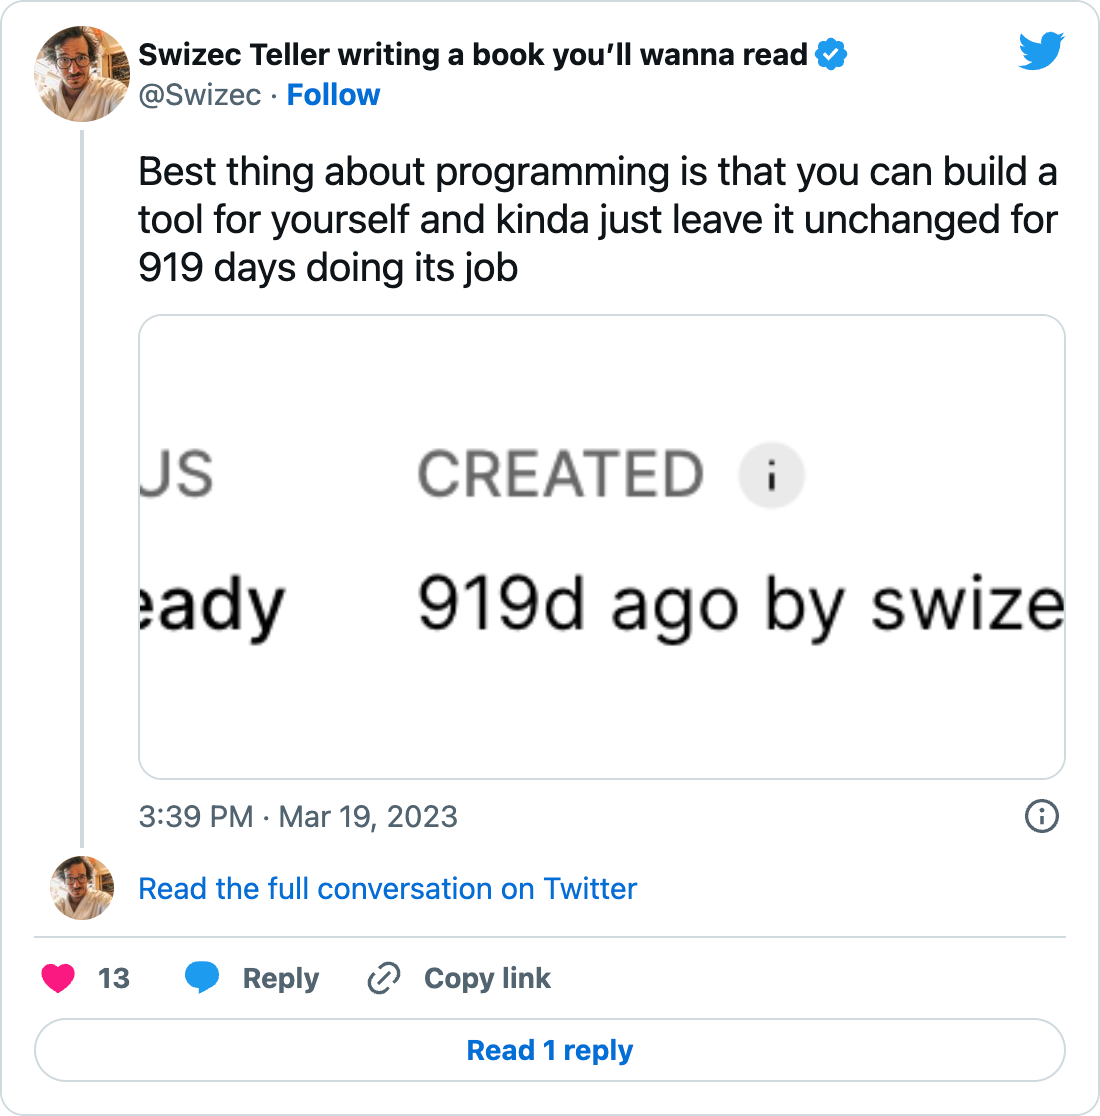 Swizec Teller writing a book you’ll wanna read
@Swizec · Follow
Best thing about programming is that you can build a
tool for yourself and kinda just leave it unchanged for
919 days doing its job
US CREATED i
eady 919d ago by swize
3:39 PM · Mar 19, 2023
Read the full conversation on Twitter
13 Reply Copy link
Read 1 reply